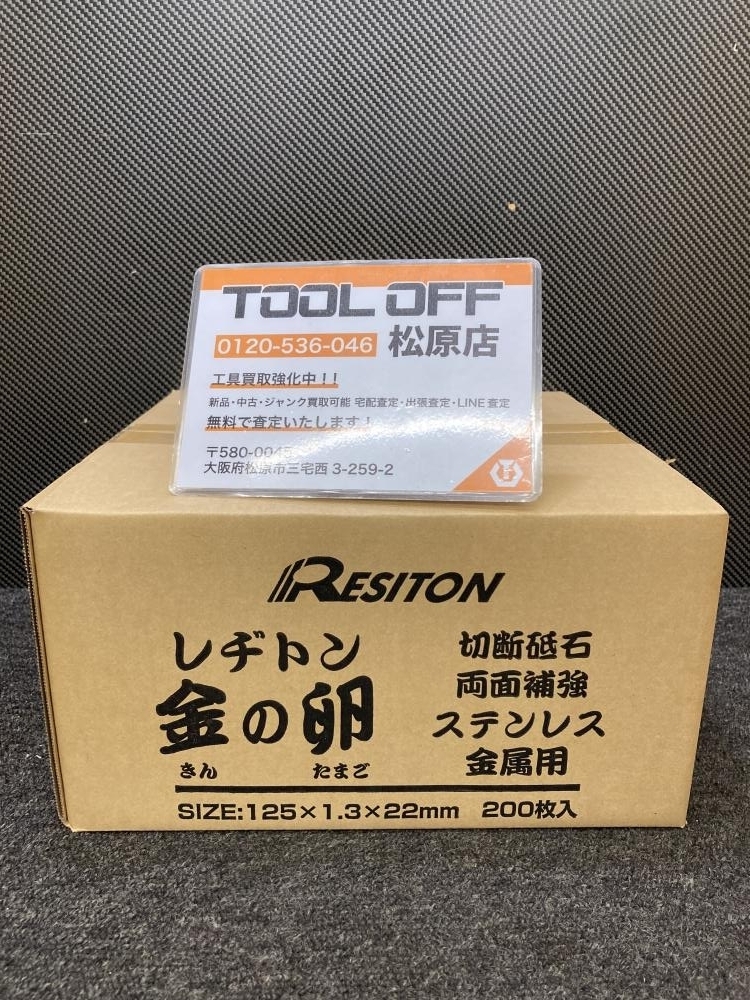 TOOL OFF
0120-536-046 松原店
工具買取強化中!!
新品・中古・ジャンク買取可能 宅配査定・出張査定・LINE査定
無料で査定いたします!
〒580-0045
大阪府松原市三宅西 3-259-2
RESITON
レヂトン
金の卵
きん たまご
切断砥石
両面補強
ステンレス
金属用
SIZE:125×1.3×22mm 200枚入